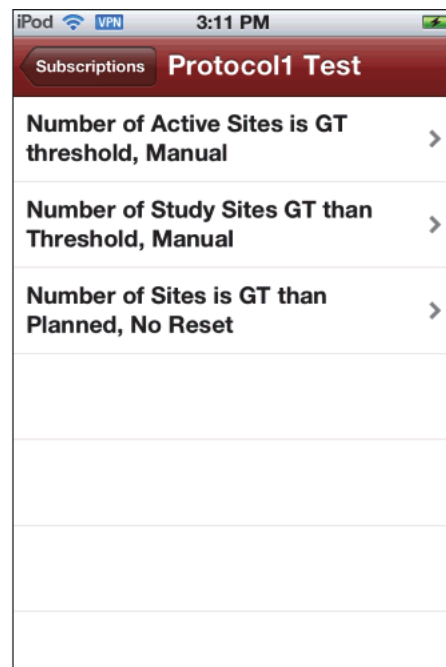 iPod VPN 3:11 PM
Subscriptions Protocol1 Test
Number of Active Sites is GT
threshold, Manual
Number of Study Sites GT than
Threshold, Manual
Number of Sites is GT than
Planned, No Reset